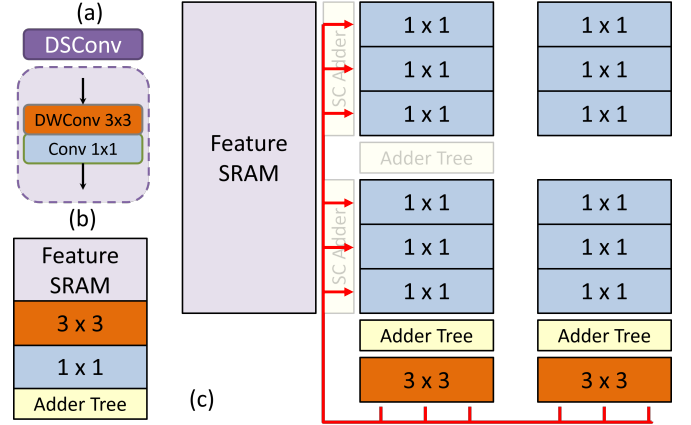 (a)
DSConv
DWConv 3x3
Conv 1x1
(b)
Feature
SRAM
3 x 3
1 x 1
Adder Tree
Feature
SRAM
SC Adder
1 x 1
1 x 1
1 x 1
1 x 1
1 x 1
1 x 1
Adder Tree
SC Adder
1 x 1
1 x 1
1 x 1
1 x 1
1 x 1
1 x 1
Adder Tree
Adder Tree
3 x 3
3 x 3
(c)